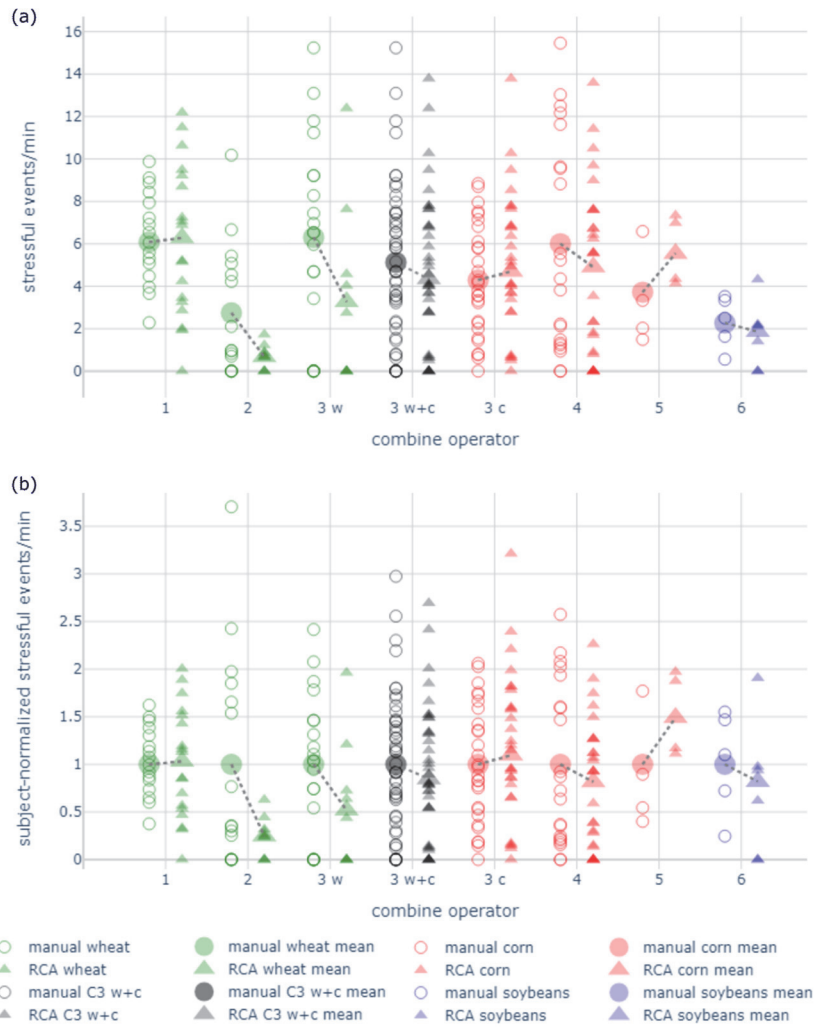 (a)
16
14
12
10
8
6
4
2
0
stressful events/min
1 2 3 w 3 w+c 3 c 4 5 6
combine operator
(b)
3.5
3
2.5
2
1.5
1
0.5
0
subject-normalized stressful events/min
1 2 3 w 3 w+c 3 c 4 5 6
combine operator
manual wheat manual wheat mean manual corn manual corn mean
RCA wheat RCA wheat mean RCA corn RCA corn mean
manual C3 w+c manual C3 w+c mean manual soybeans manual soybeans mean
RCA C3 w+c RCA C3 w+c mean RCA soybeans RCA soybeans mean